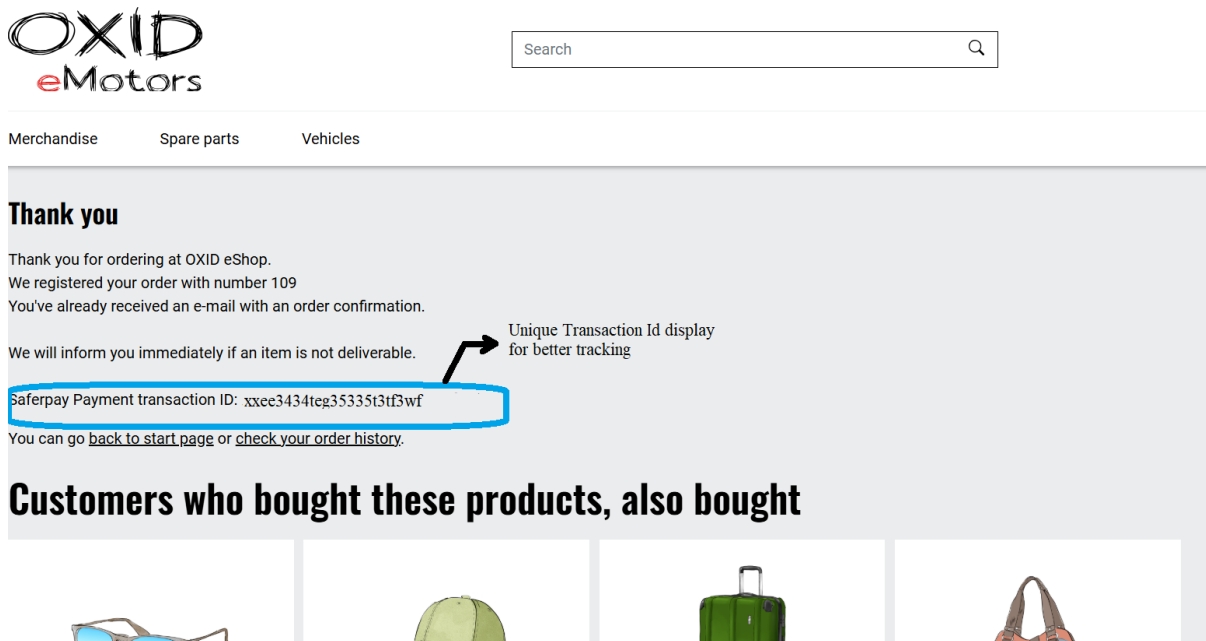 OXID
eMotors
Search
Merchandise Spare parts Vehicles
Thank you
Thank you for ordering at OXID eShop.
We registered your order with number 109
You've already received an e-mail with an order confirmation.
Unique Transaction Id display
for better tracking
We will inform you immediately if an item is not deliverable.
Saferpay Payment transaction ID: xxee3434teg35335t3tf3wf
You can go back to start page or check your order history.
Customers who bought these products, also bought